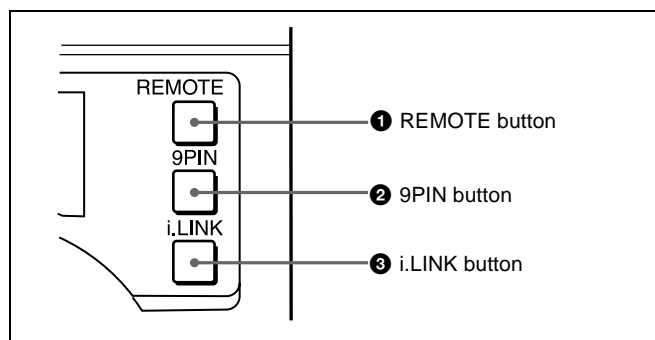 REMOTE
❶ REMOTE button
9PIN
❷ 9PIN button
i.LINK
❸ i.LINK button